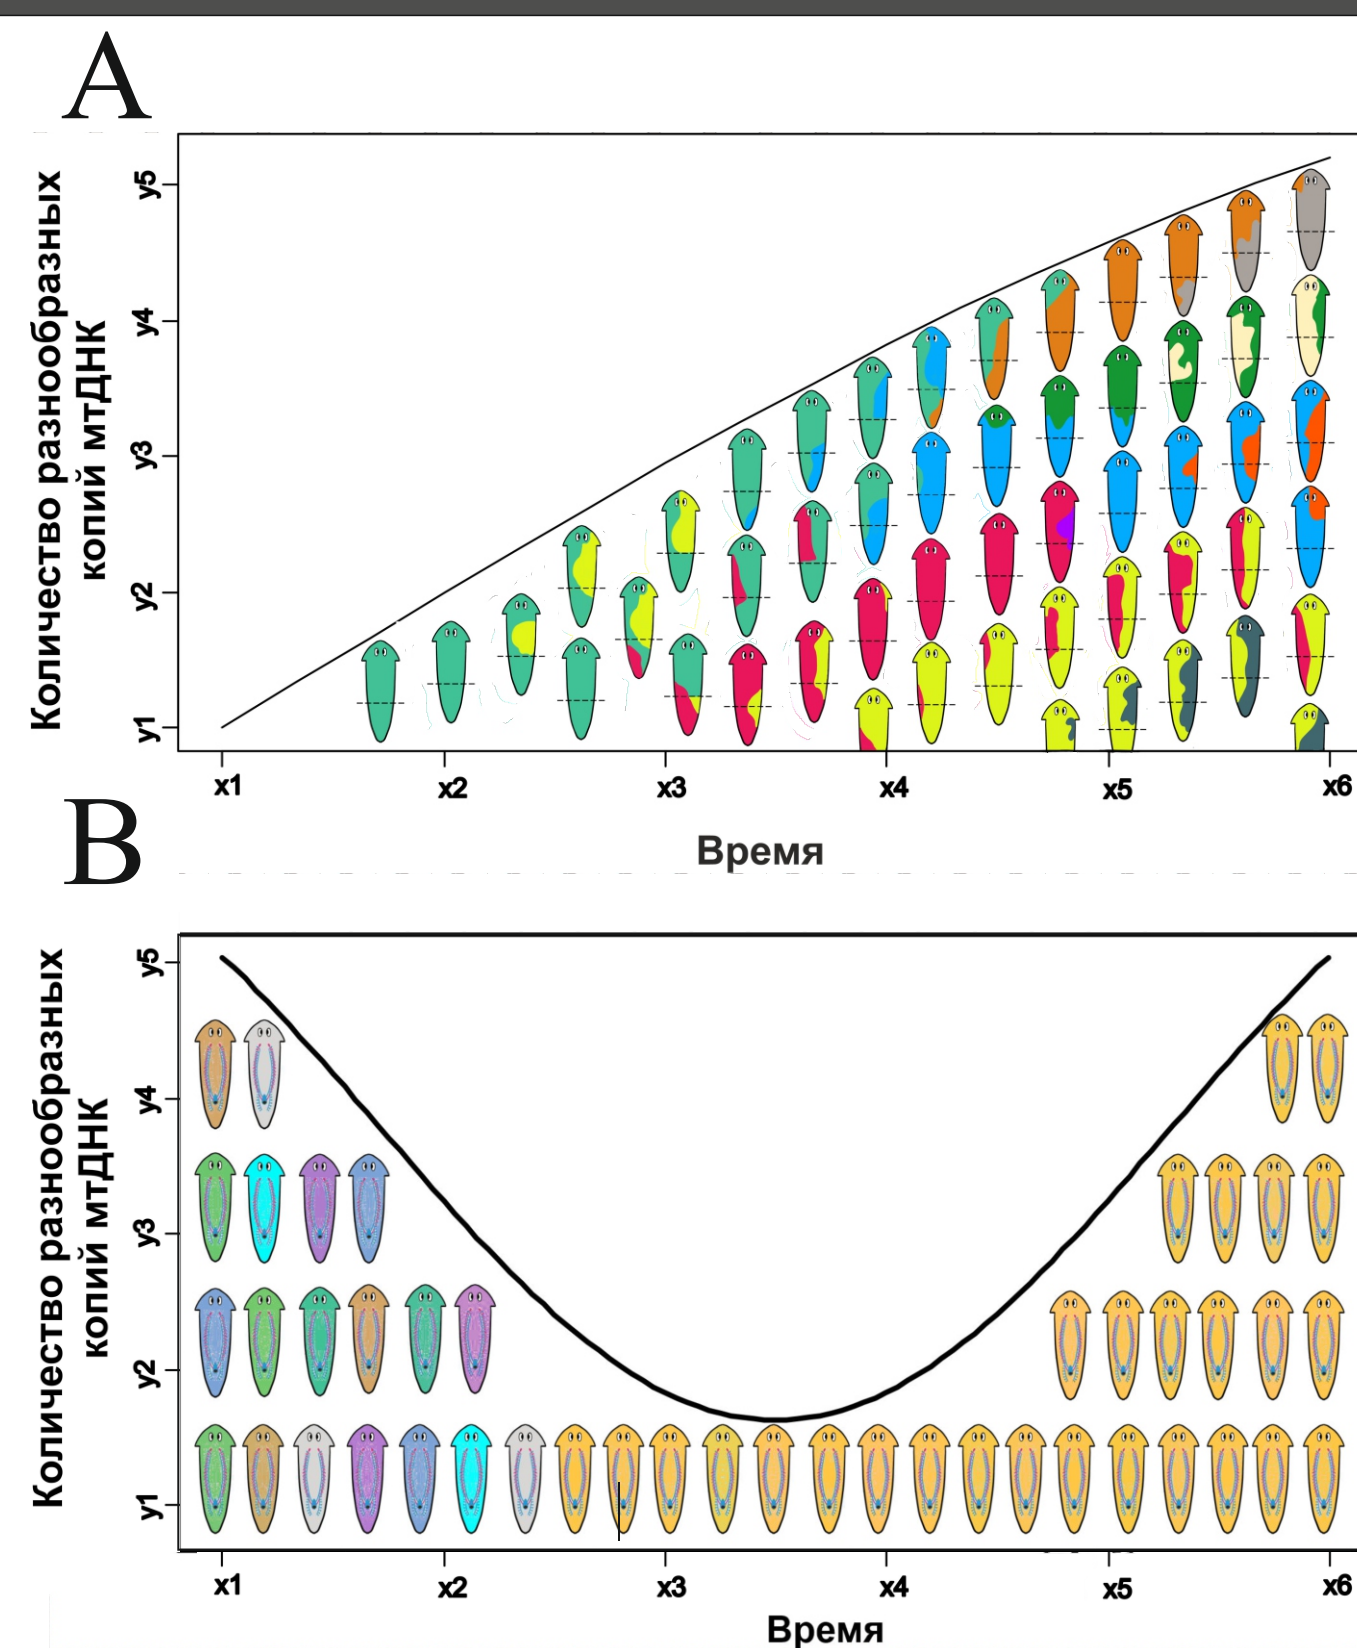 A
Количество разнообразных
копий мтДНК
y5
y4
y3
y2
y1
x1 x2 x3 x4 x5 x6
Время
B
Количество разнообразных
копий мтДНК
y5
y4
y3
y2
y1
x1 x2 x3 x4 x5 x6
Время